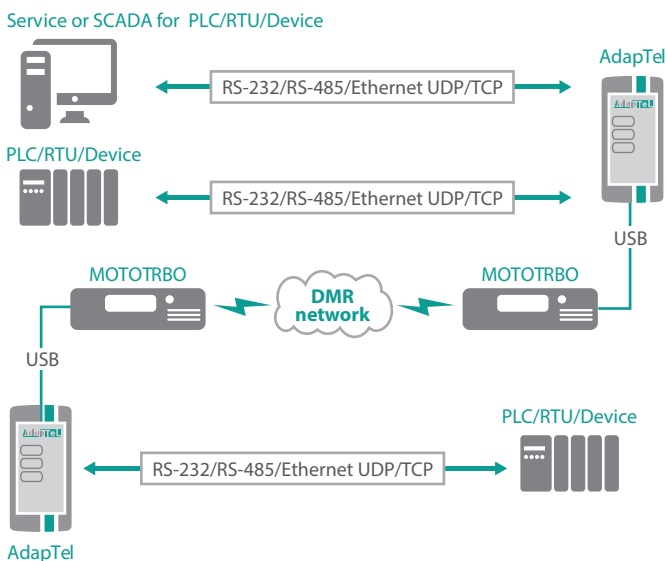 Service or SCADA for PLC/RTU/Device
AdapTel
RS-232/RS-485/Ethernet UDP/TCP
AdapTel
PLC/RTU/Device
RS-232/RS-485/Ethernet UDP/TCP
USB
MOTOTRBO
MOTOTRBO
DMR
network
USB
PLC/RTU/Device
AdapTel
RS-232/RS-485/Ethernet UDP/TCP
AdapTel